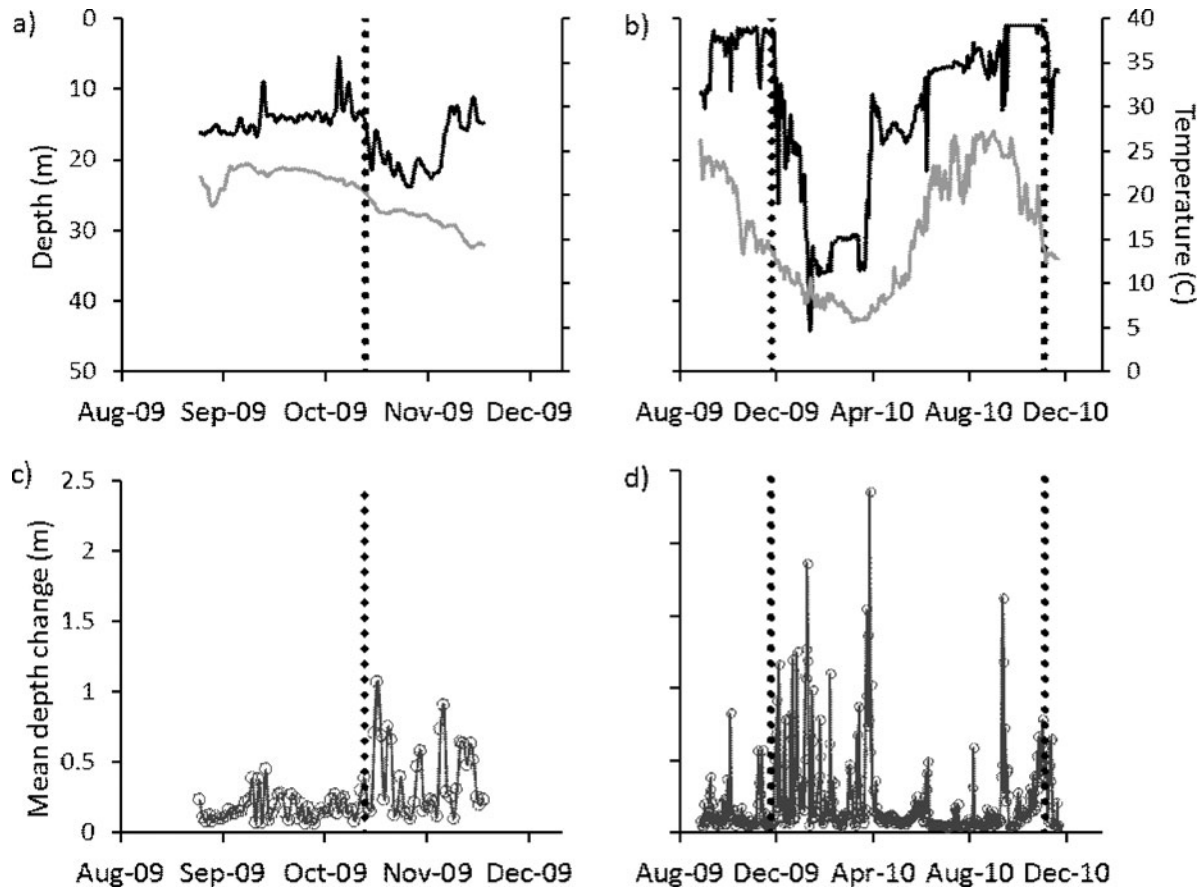 a)
0
10
20
30
40
50
Depth (m)
Aug-09 Sep-09 Oct-09 Nov-09 Dec-09
b)
40
35
30
25
20
15
10
5
0
Temperature (C)
Aug-09 Dec-09 Apr-10 Aug-10 Dec-10
c)
2.5
2
1.5
1
0.5
0
Mean depth change (m)
Aug-09 Sep-09 Oct-09 Nov-09 Dec-09
d)
Aug-09 Dec-09 Apr-10 Aug-10 Dec-10